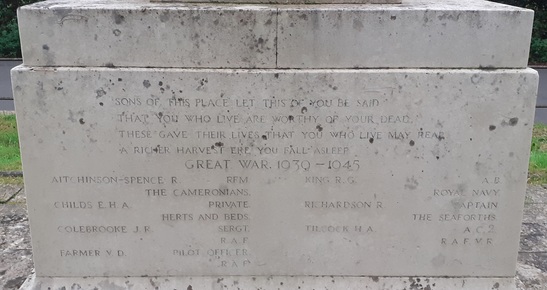 'SONS OF THIS PLACE LET THIS OF YOU BE SAID
THAT YOU WHO LIVE ARE WORTHY OF YOUR DEAD.
THESE GAVE THEIR LIVES THAT YOU WHO LIVE MAY REAP
A RICHER HARVEST ERE YOU FALL ASLEEP
GREAT WAR. 1939-1945
AITCHINSON-SPENCE R. RFM. KING R.G. A.B.
THE CAMERONIANS. ROYAL NAVY.
CHILDS E.H.A. PRIVATE RICHARDSON R. CAPTAIN
HERTS AND BEDS. THE SEAFORTHS.
COLEBROOKE J.R. SERGT. H.A. A.C.2.
R.A.F. R.A.F.V.R.
FARMER V.D. PILOT OFFICER.
R.A.F.